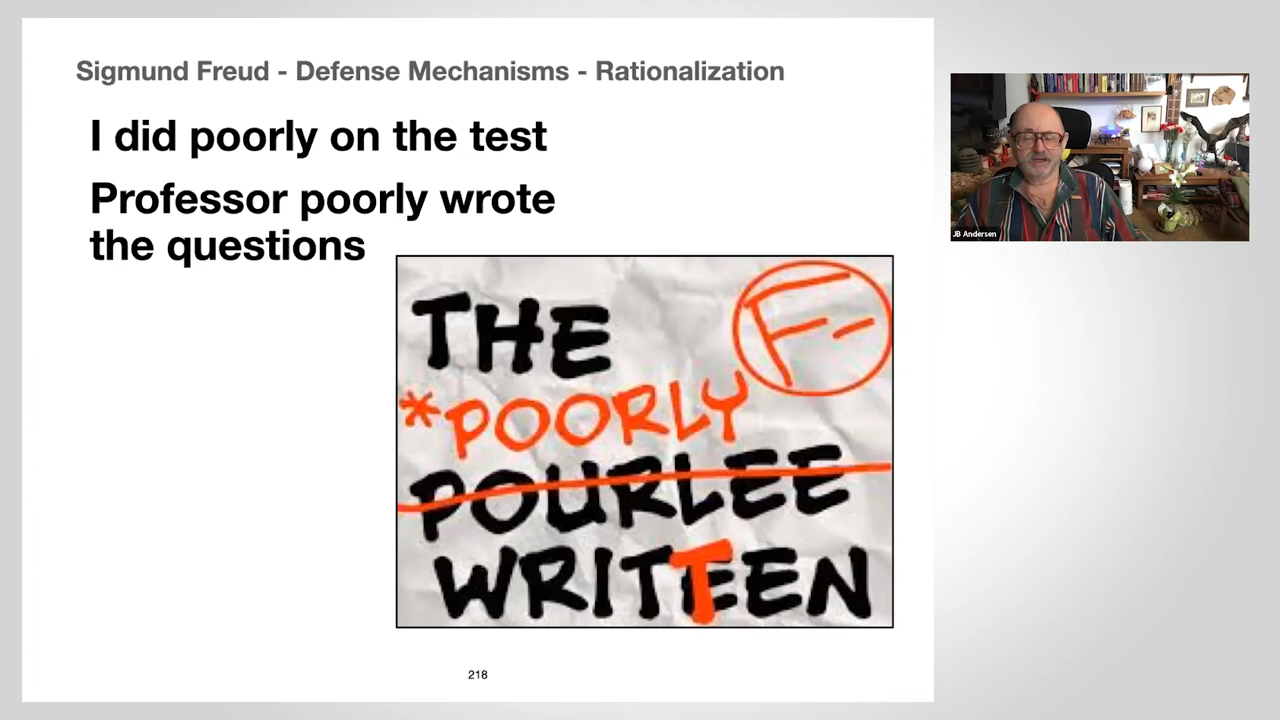 Sigmund Freud - Defense Mechanisms - Rationalization
I did poorly on the test
Professor poorly wrote
the questions
F-
THE
*POORLY
POURLEE
WRITTEEN
218
JB Andersen